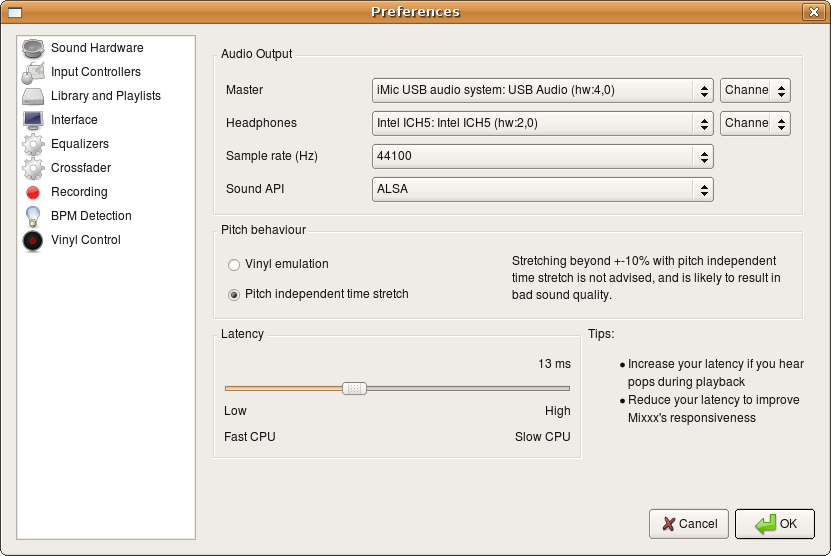 Preferences
Sound Hardware
Input Controllers
Library and Playlists
Interface
Equalizers
Crossfader
Recording
BPM Detection
Vinyl Control
Audio Output
Master iMic USB audio system: USB Audio (hw:4,0) Channe
Headphones Intel ICH5: Intel ICH5 (hw:2,0) Channe
Sample rate (Hz) 44100
Sound API ALSA
Pitch behaviour
Vinyl emulation
Pitch independent time stretch
Stretching beyond +-10% with pitch independent
time stretch is not advised, and is likely to result in
bad sound quality.
Latency
13 ms
Low High
Fast CPU Slow CPU
Tips:
• Increase your latency if you hear
pops during playback
• Reduce your latency to improve
Mixxx's responsiveness
Cancel OK